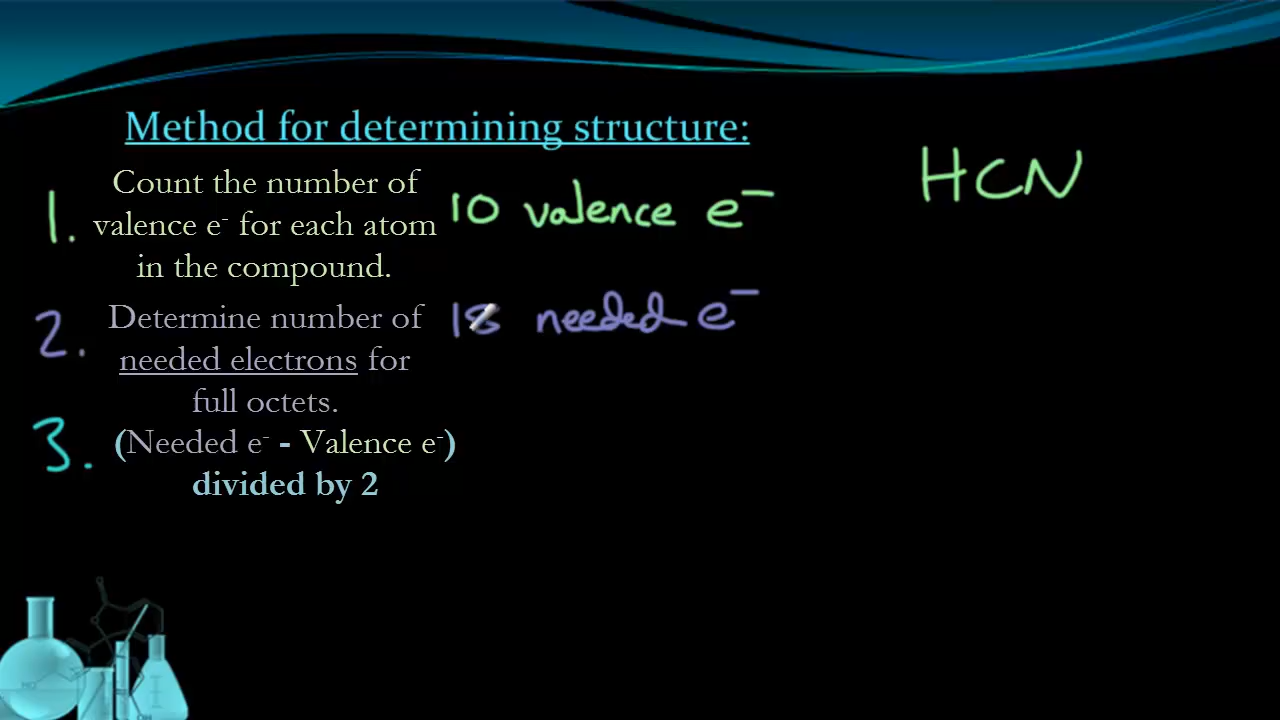 Method for determining structure:
HCN
1. Count the number of
valence e⁻ for each atom
in the compound.
10 valence e⁻
2. Determine number of
needed electrons for
full octets.
18 needed e⁻
3. (Needed e⁻ - Valence e⁻)
divided by 2